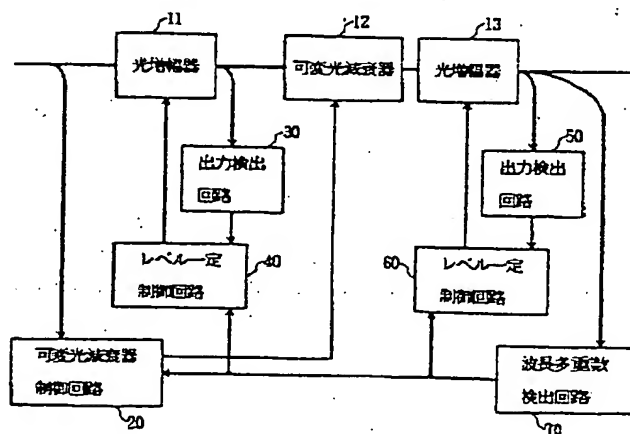 11
12
13
光増幅器
可変光減衰器
光増幅器
30
50
出力検出
回路
出力検出
回路
レベル一定
制御回路
40
60
レベル一定
制御回路
可変光減衰器
制御回路
20
波長多重数
検出回路
70